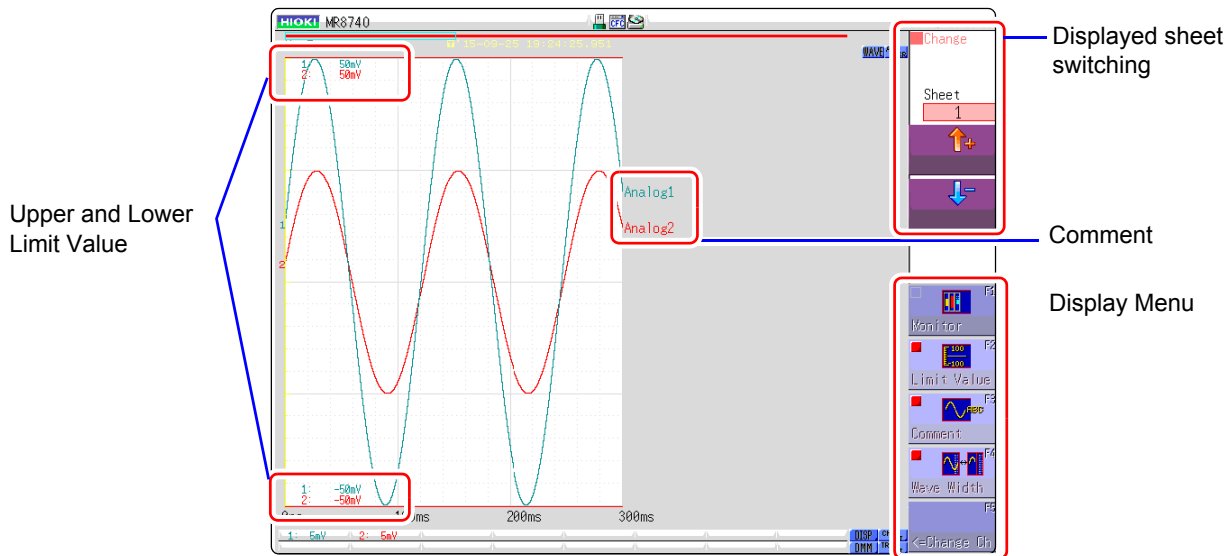 HIOKI MR8740
CFC
'15-09-25 19:24:25.951
WAVE
1: 50mV
2: 50mV
Change
Sheet
1
+
-
Displayed sheet
switching
Analog1
Analog2
Comment
1
2
Upper and Lower
Limit Value
Display Menu
F1
Monitor
F2
100
-100
Limit Value
F3
ABC
Comment
F4
Wave Width
F5
<=Change Ch
1: -50mV
2: -50mV
200ms
300ms
1: 5mV 2: 5mV
DISP
DMM